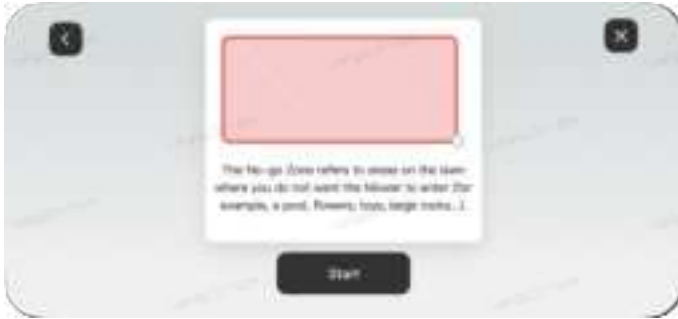 The No-go Zone refers to areas on the lawn
where you do not want the Mower to enter (for
example, a pool, flowers, toys, large rocks...).
Start